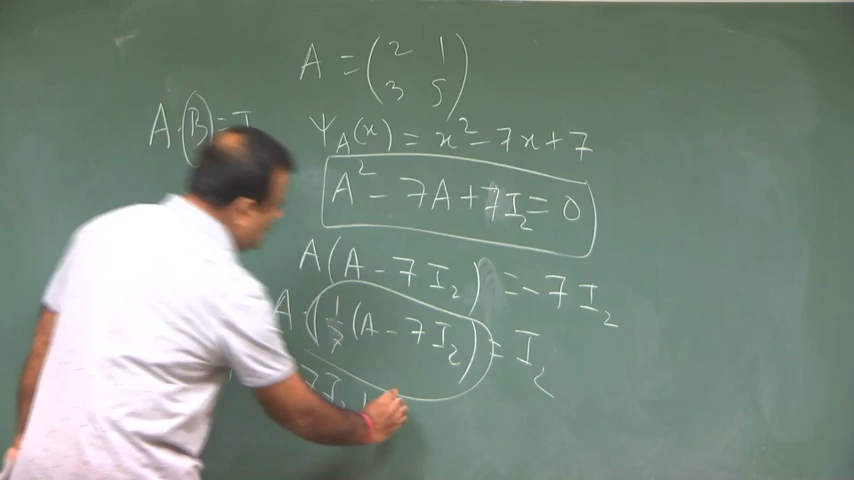 A = (2 1
3 5)
A · B = I
Ψ_A(x) = x² - 7x + 7
A² - 7A + 7I₂ = 0
A(A - 7I₂) = -7I₂
A · (1/7 (A - 7I₂)) = I₂